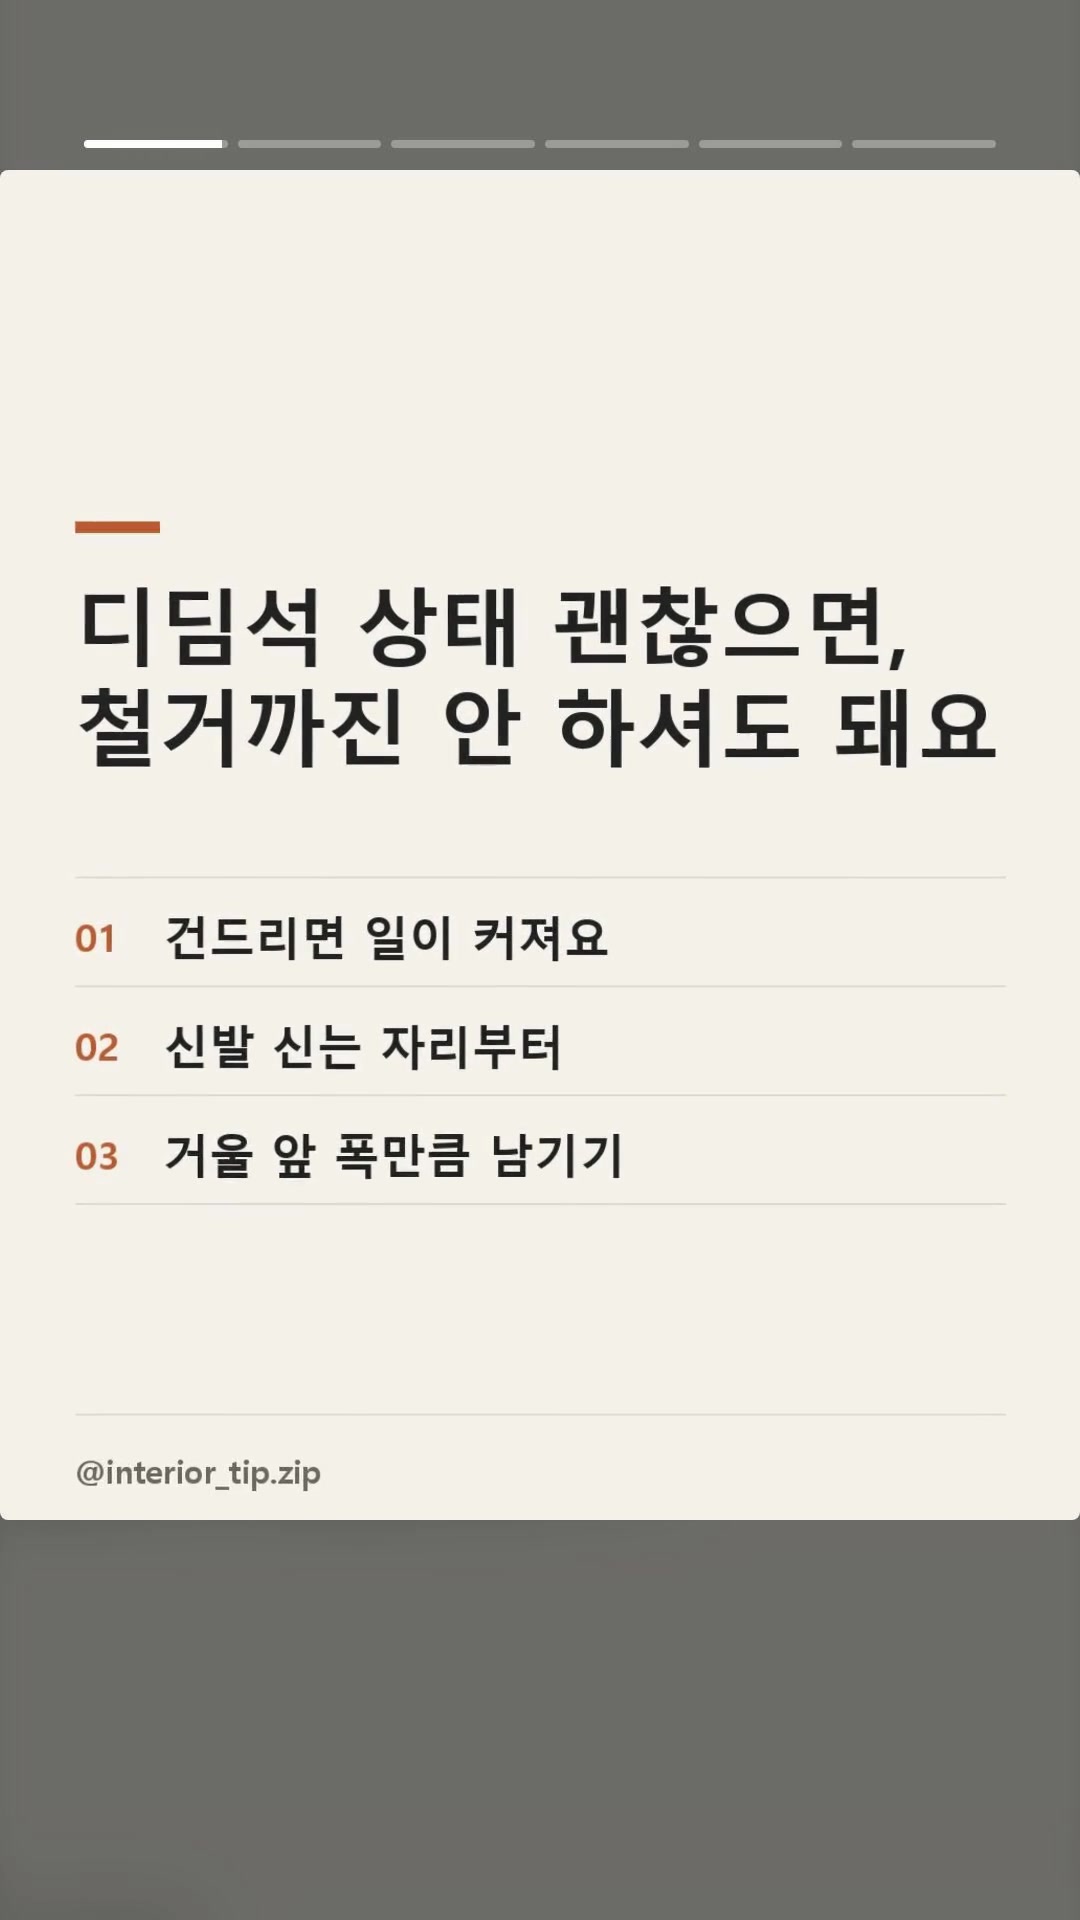 디딤석 상태 괜찮으면,
철거까진 안 하셔도 돼요
01 건드리면 일이 커져요
02 신발 신는 자리부터
03 거울 앞 폭만큼 남기기
@interior_tip.zip